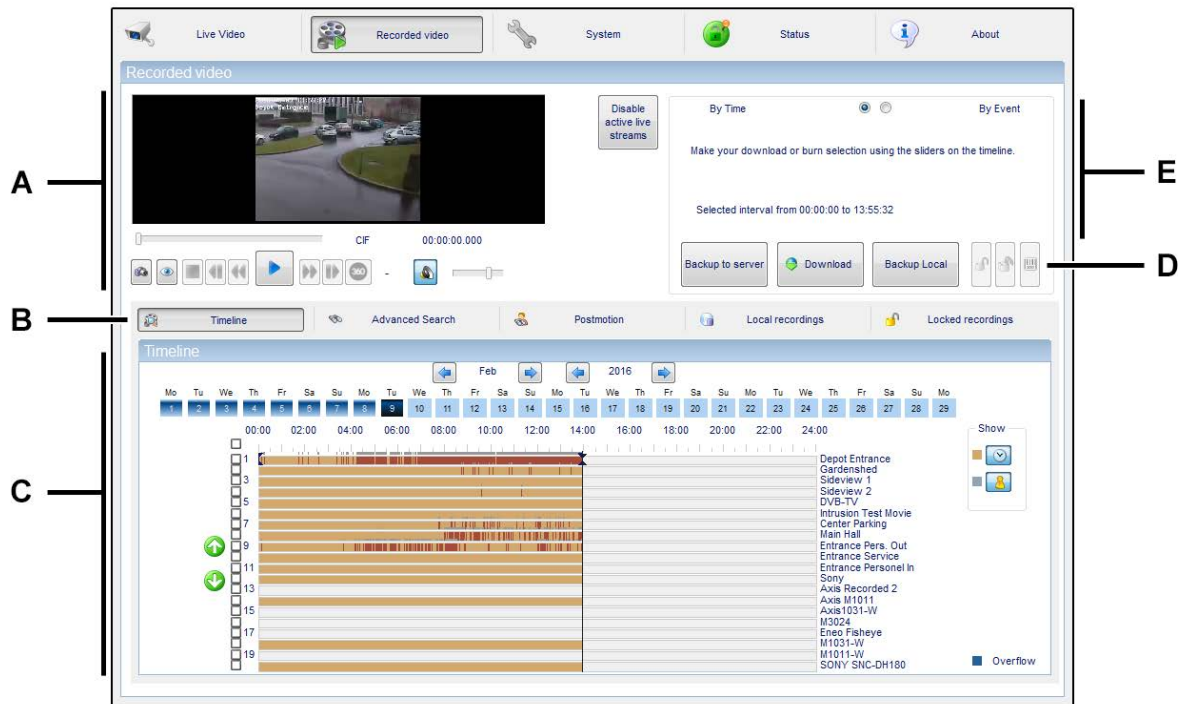 Live Video Recorded video System Status About
Recorded video
A
Disable
active live
streams
By Time By Event
Make your download or burn selection using the sliders on the timeline.
E
Selected interval from 00:00:00 to 13:55:32
CIF 00:00:00.000
360 -
Backup to server Download Backup Local
D
B
Timeline Advanced Search Postmotion Local recordings Locked recordings
Timeline
Feb 2016
Mo Tu We Th Fr Sa Su Mo Tu We Th Fr Sa Su Mo Tu We Th Fr Sa Su Mo Tu We Th Fr Sa Su Mo
1 2 3 4 5 6 7 8 9 10 11 12 13 14 15 16 17 18 19 20 21 22 23 24 25 26 27 28 29
00:00 02:00 04:00 06:00 08:00 10:00 12:00 14:00 16:00 18:00 20:00 22:00 24:00
Show
C
1 Depot Entrance
Gardenshed
3 Sideview 1
Sideview 2
5 DVB-TV
Intrusion Test Movie
7 Center Parking
Main Hall
9 Entrance Pers. Out
Entrance Service
11 Entrance Personel In
Sony
13 Axis Recorded 2
Axis M1011
15 Axis1031-W
M3024
17 Eneo Fisheye
M1031-W
19 M1011-W
SONY SNC-DH180
Overflow